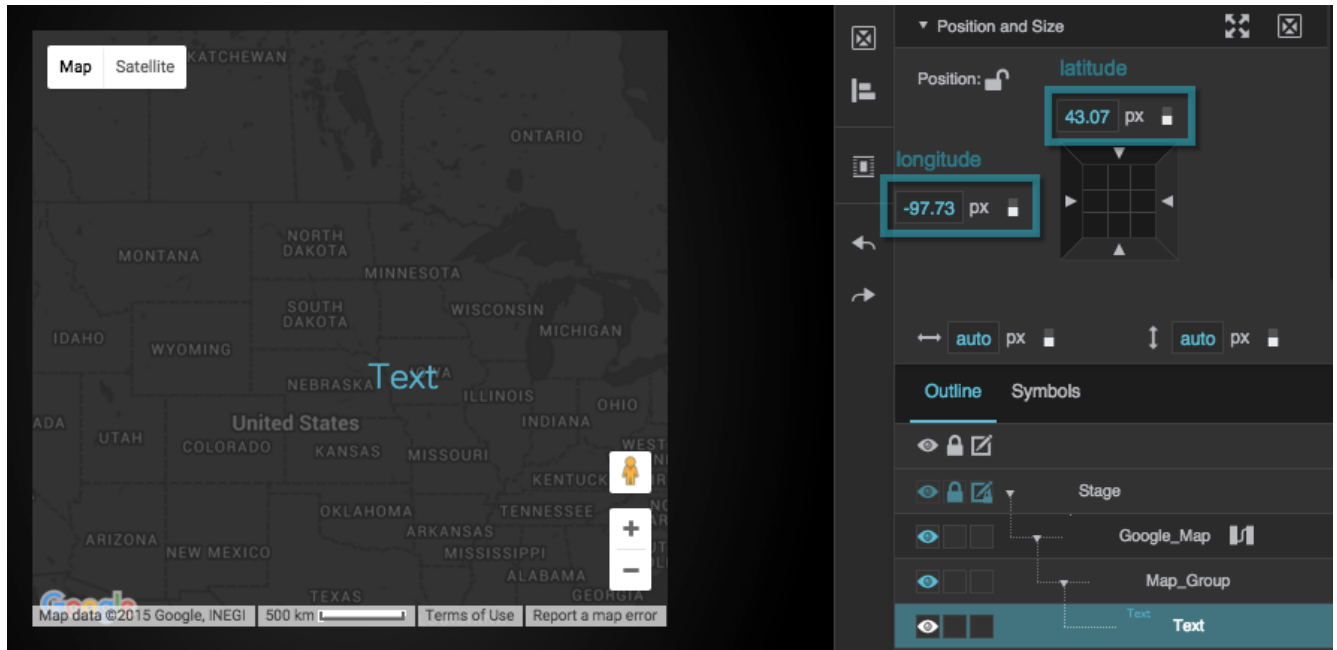 Map Satellite
KATCHEWAN
ONTARIO
MONTANA
NORTH
DAKOTA
MINNESOTA
SOUTH
DAKOTA
WISCONSIN
MICHIGAN
IDAHO
WYOMING
NEBRASKA
Text
ILLINOIS
OHIO
United States
INDIANA
ADA
UTAH
COLORADO
KANSAS
MISSOURI
WEST
KENTUCK
OKLAHOMA
TENNESSEE
ARKANSAS
ARIZONA
NEW MEXICO
MISSISSIPPI
ALABAMA
TEXAS
GEORGIA
Google
+
−
Map data ©2015 Google, INEGI 500 km Terms of Use Report a map error
Position and Size
Position:
latitude
43.07 px
longitude
-97.73 px
auto px auto px
Outline Symbols
Stage
Google_Map
Map_Group
Text Text